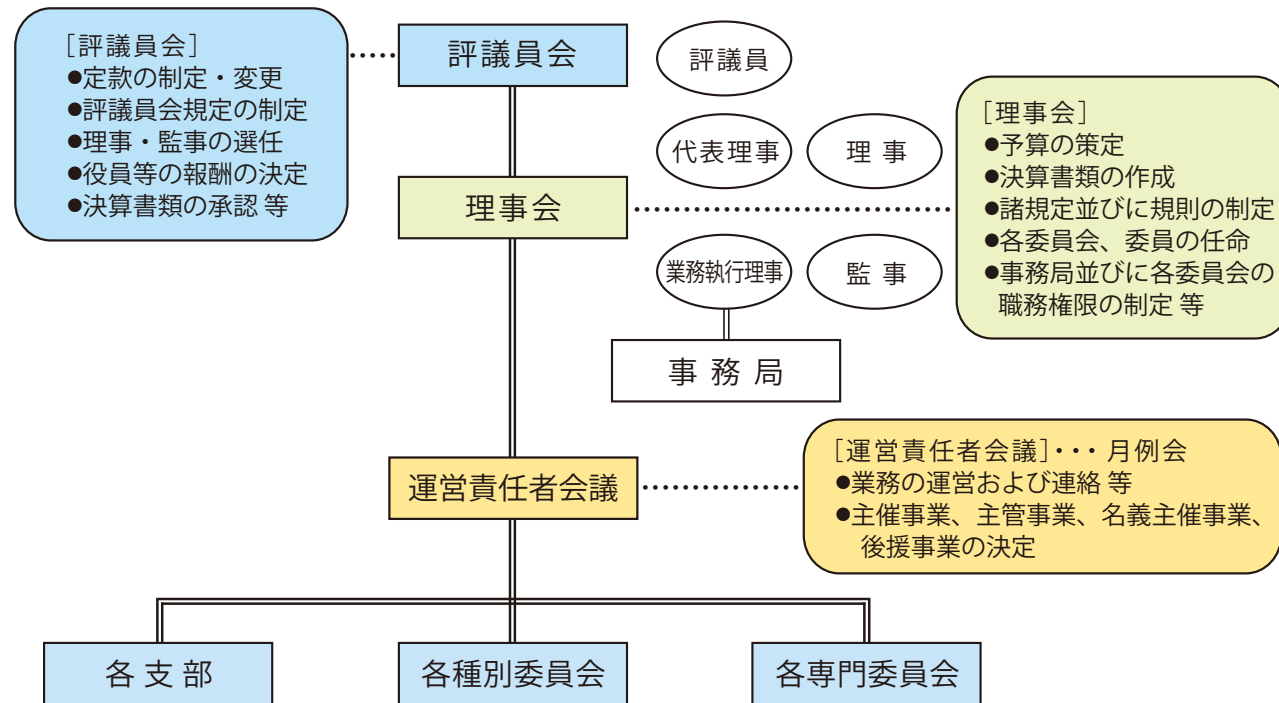 [評議員会]
●定款の制定・変更
●評議員会規定の制定
●理事・監事の選任
●役員等の報酬の決定
●決算書類の承認 等
評議員会
評議員
代表理事
理事
理事会
業務執行理事
監事
[理事会]
●予算の策定
●決算書類の作成
●諸規定並びに規則の制定
●各委員会、委員の任命
●事務局並びに各委員会の
職務権限の制定 等
事務局
運営責任者会議
[運営責任者会議]・・・月例会
●業務の運営および連絡 等
●主催事業、主管事業、名義主催事業、
後援事業の決定
各支部
各種別委員会
各専門委員会